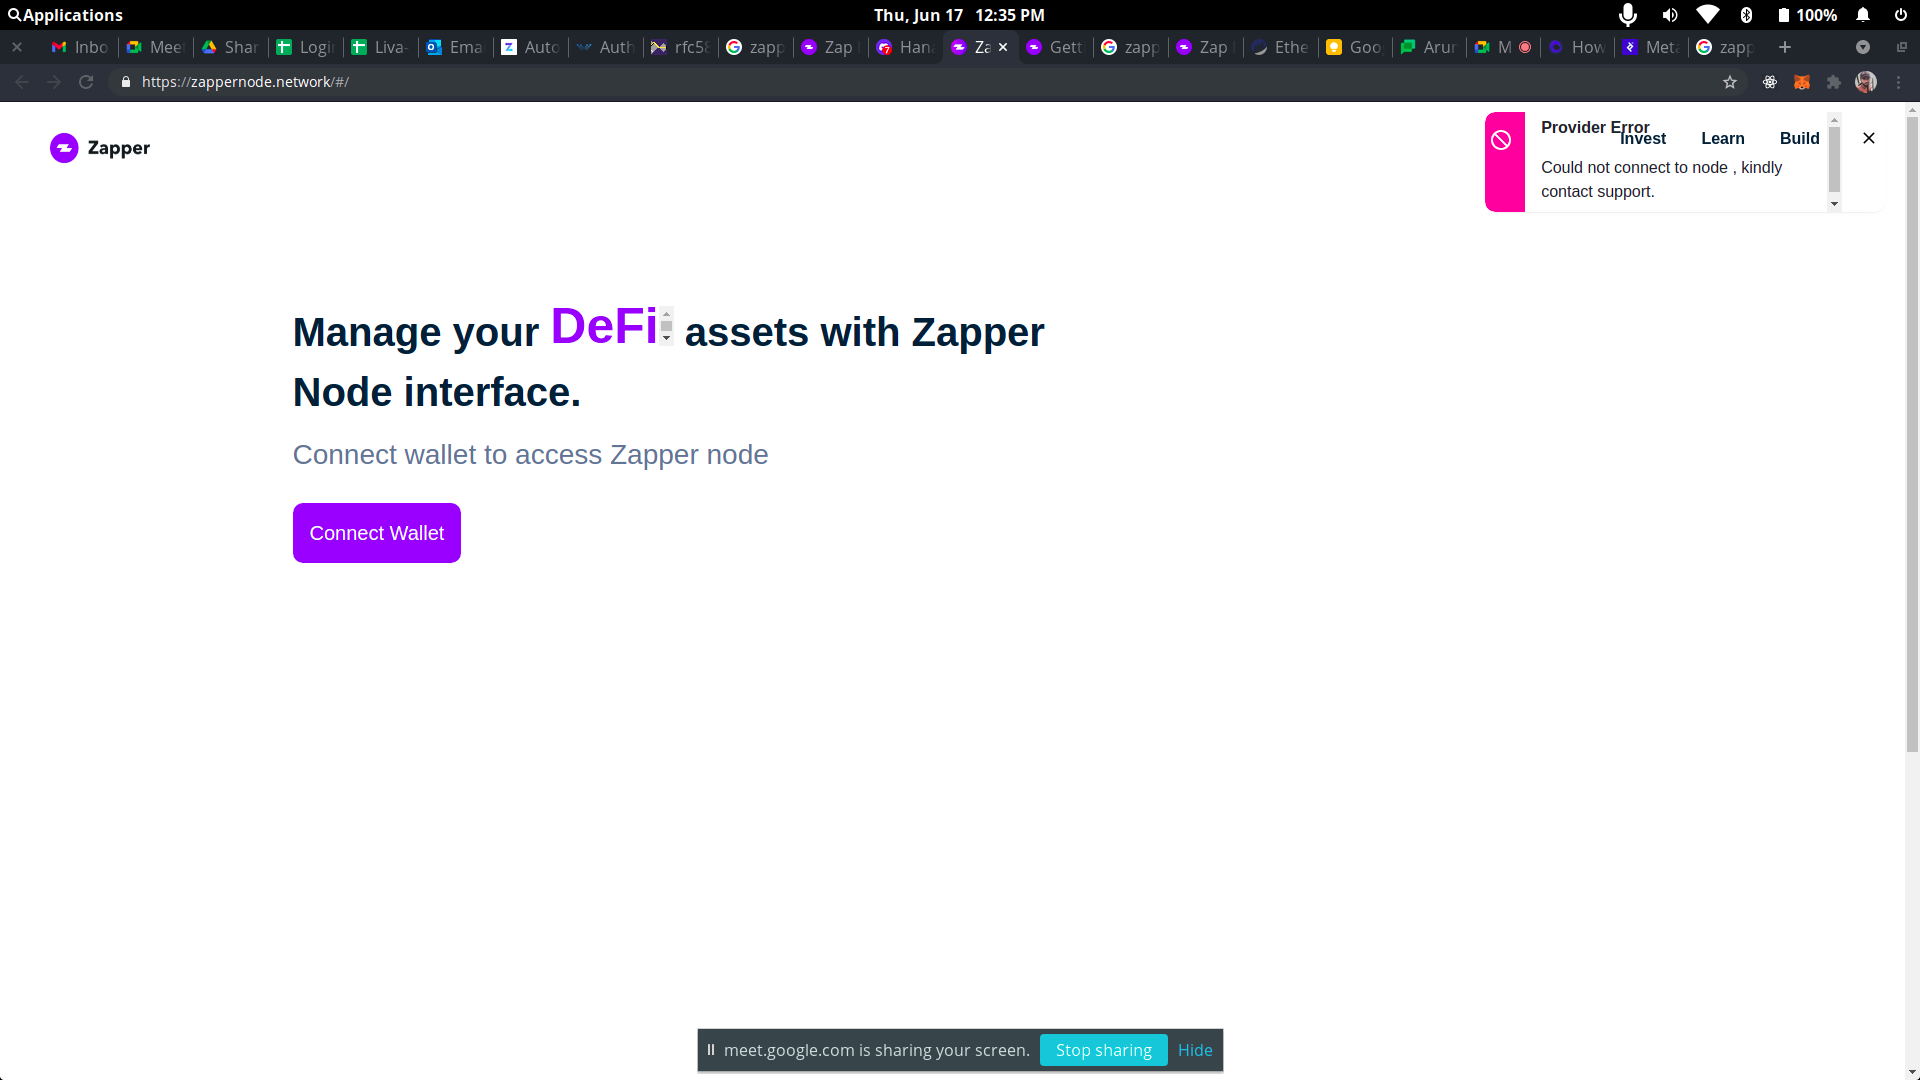 Applications
Thu, Jun 17 12:35 PM
100%
Inbo
Meet
Shar
Logi
Liva-
Ema
Auto
Auth
rfc58
zapp
Zap
Hana
Za
Gett
zapp
Zap
Ethe
Goo
Arun
M
How
Meta
zapp
https://zappernode.network/#/
Zapper
Provider Error
Invest
Learn
Build
Could not connect to node , kindly
contact support.
Manage your DeFi assets with Zapper
Node interface.
Connect wallet to access Zapper node
Connect Wallet
meet.google.com is sharing your screen.
Stop sharing
Hide